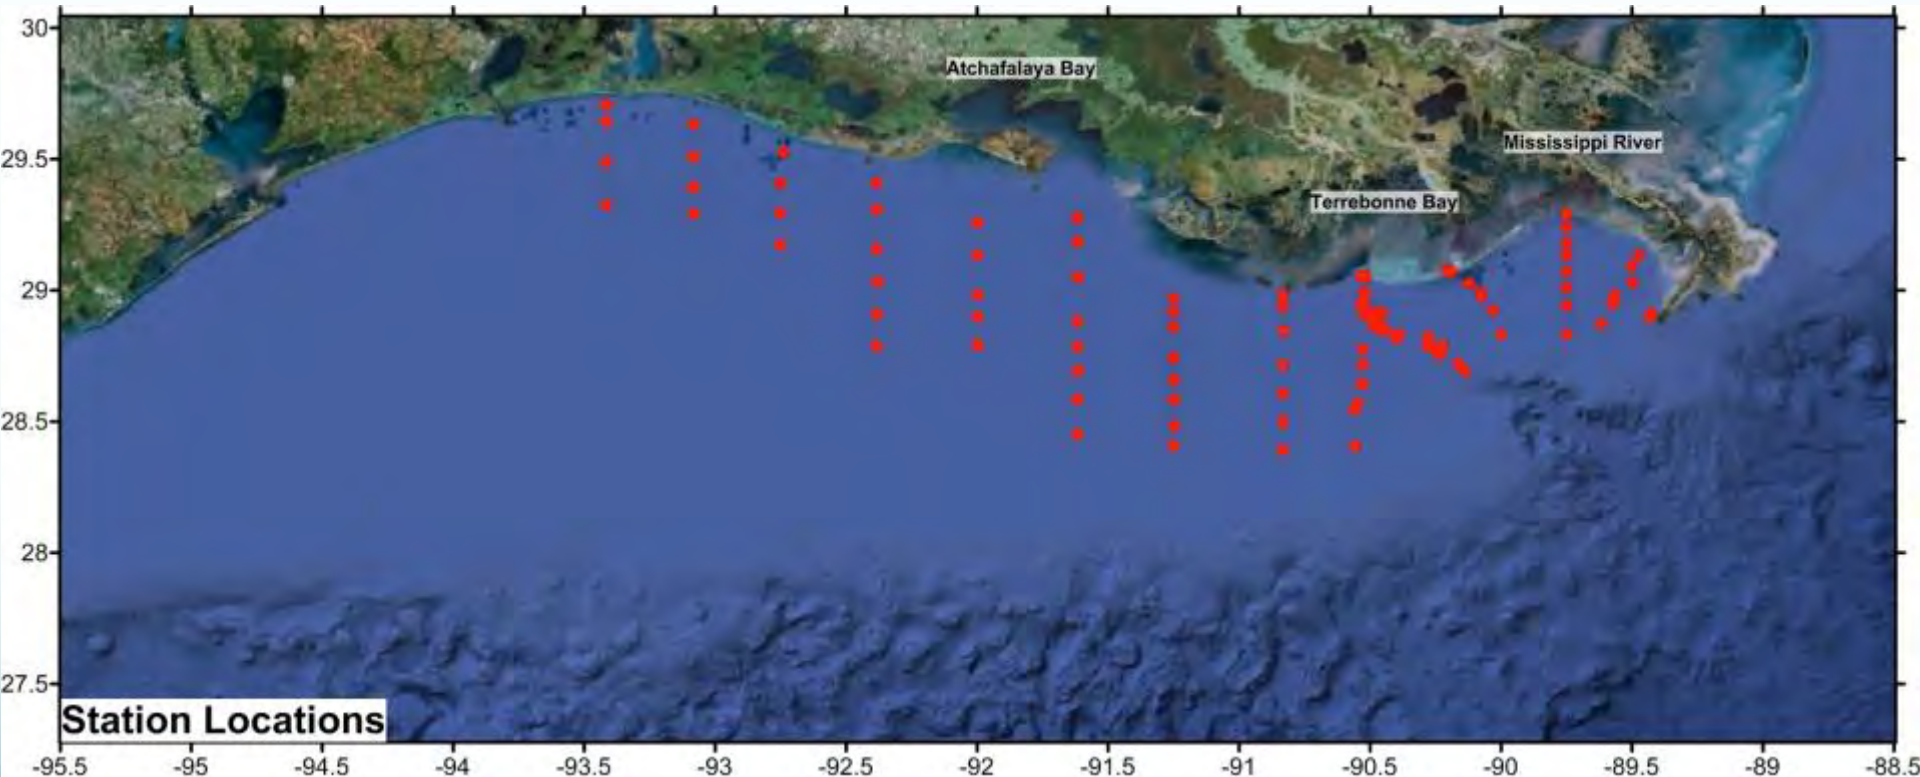 30
Atchafalaya Bay
Mississippi River
29.5
Terrebonne Bay
29
28.5
28
27.5
Station Locations
-95.5 -95 -94.5 -94 -93.5 -93 -92.5 -92 -91.5 -91 -90.5 -90 -89.5 -89 -88.5